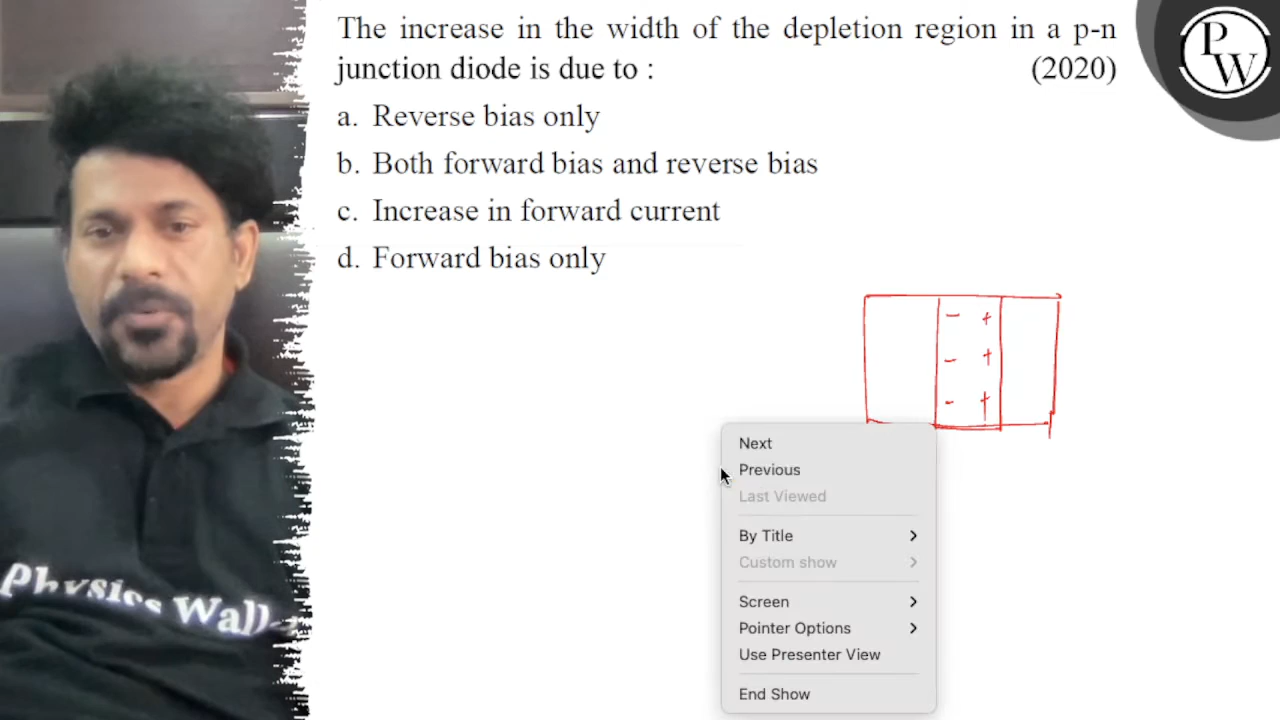 The increase in the width of the depletion region in a p-n
junction diode is due to : (2020)
a. Reverse bias only
b. Both forward bias and reverse bias
c. Increase in forward current
d. Forward bias only
PW
- +
- +
- +
Next
Previous
Last Viewed
By Title
Custom show
Screen
Pointer Options
Use Presenter View
End Show
Physics Wall